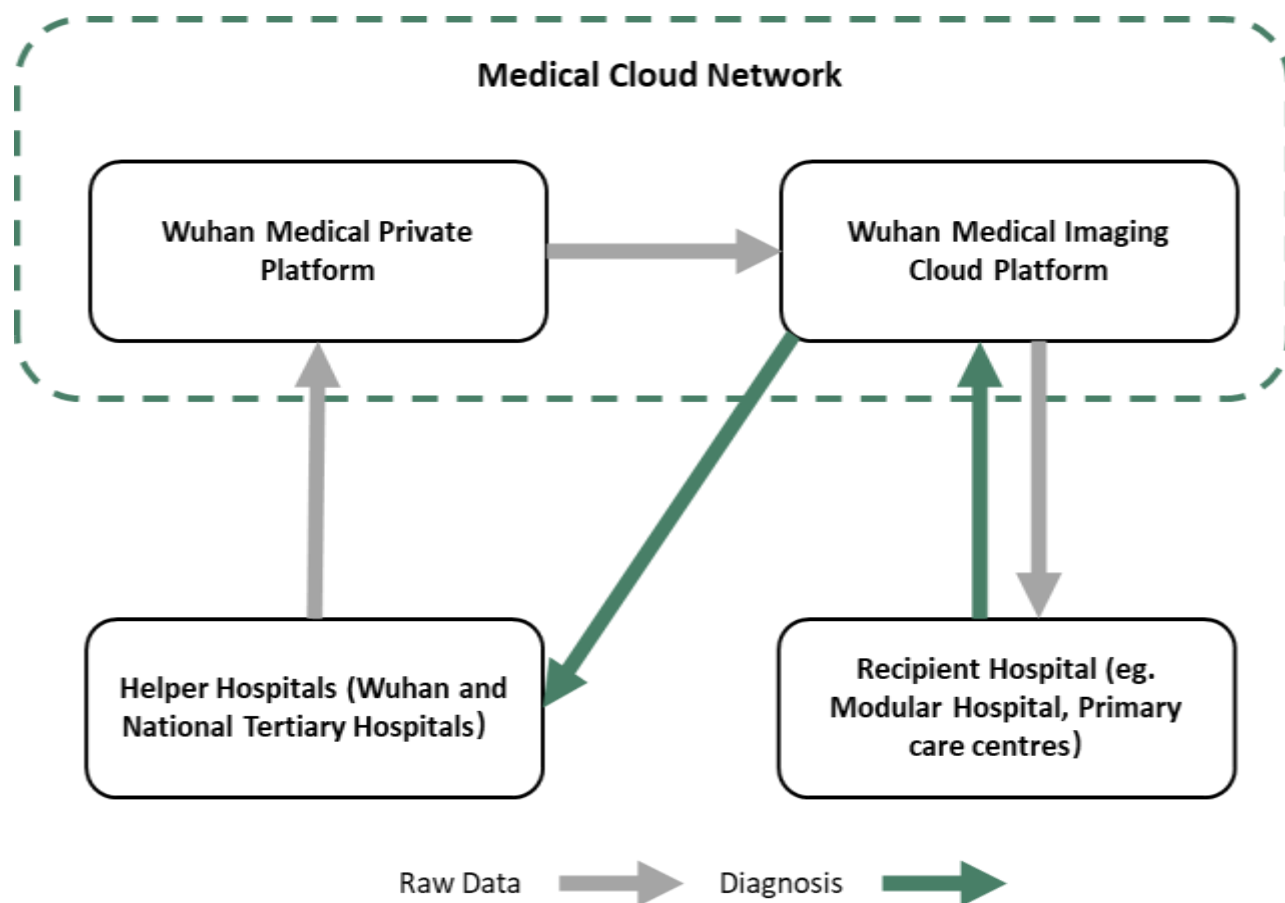 Medical Cloud Network
Wuhan Medical Private
Platform
Wuhan Medical Imaging
Cloud Platform
Helper Hospitals (Wuhan and
National Tertiary Hospitals)
Recipient Hospital (eg.
Modular Hospital, Primary
care centres)
Raw Data
Diagnosis